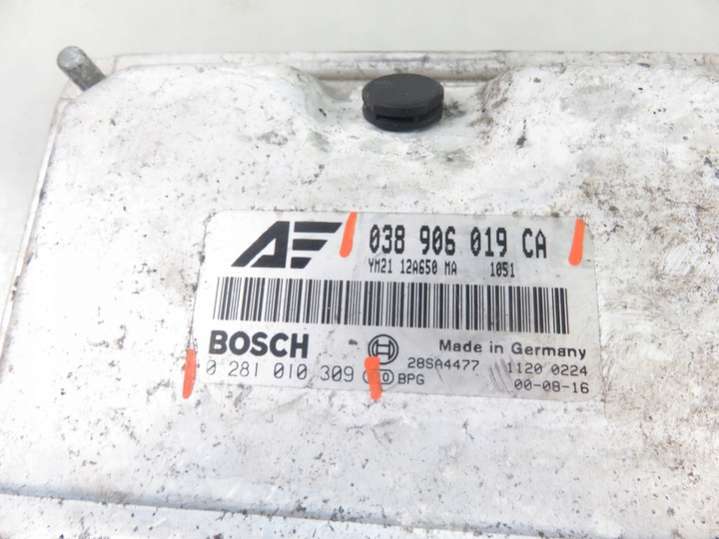 AE 038 906 019 CA
YM21 12A650 MA 1051
BOSCH Made in Germany
28SA4477 1120 0224
0 281 010 309 BPG 00-08-16